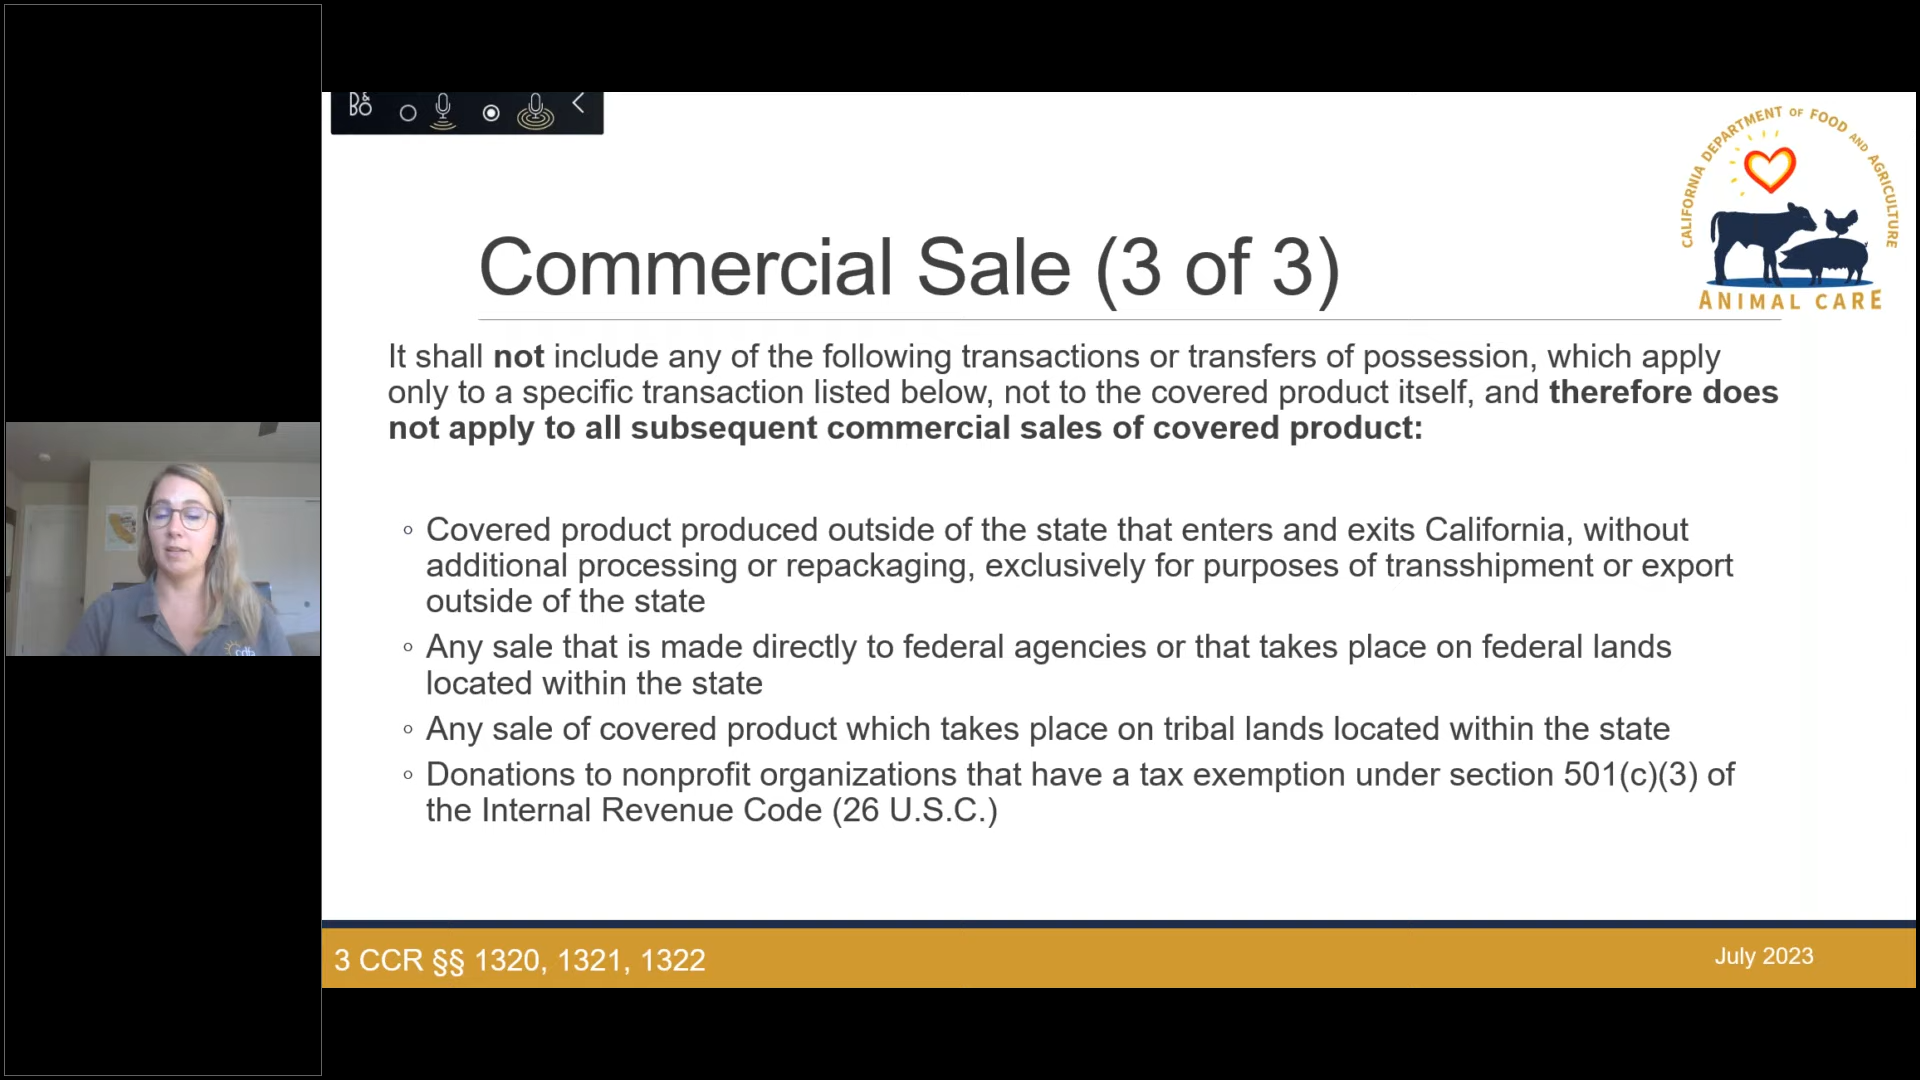 B&O
CALIFORNIA DEPARTMENT OF FOOD AND AGRICULTURE
ANIMAL CARE
Commercial Sale (3 of 3)
It shall not include any of the following transactions or transfers of possession, which apply
only to a specific transaction listed below, not to the covered product itself, and therefore does
not apply to all subsequent commercial sales of covered product:
◦ Covered product produced outside of the state that enters and exits California, without
additional processing or repackaging, exclusively for purposes of transshipment or export
outside of the state
◦ Any sale that is made directly to federal agencies or that takes place on federal lands
located within the state
◦ Any sale of covered product which takes place on tribal lands located within the state
◦ Donations to nonprofit organizations that have a tax exemption under section 501(c)(3) of
the Internal Revenue Code (26 U.S.C.)
cdfa
3 CCR §§ 1320, 1321, 1322
July 2023